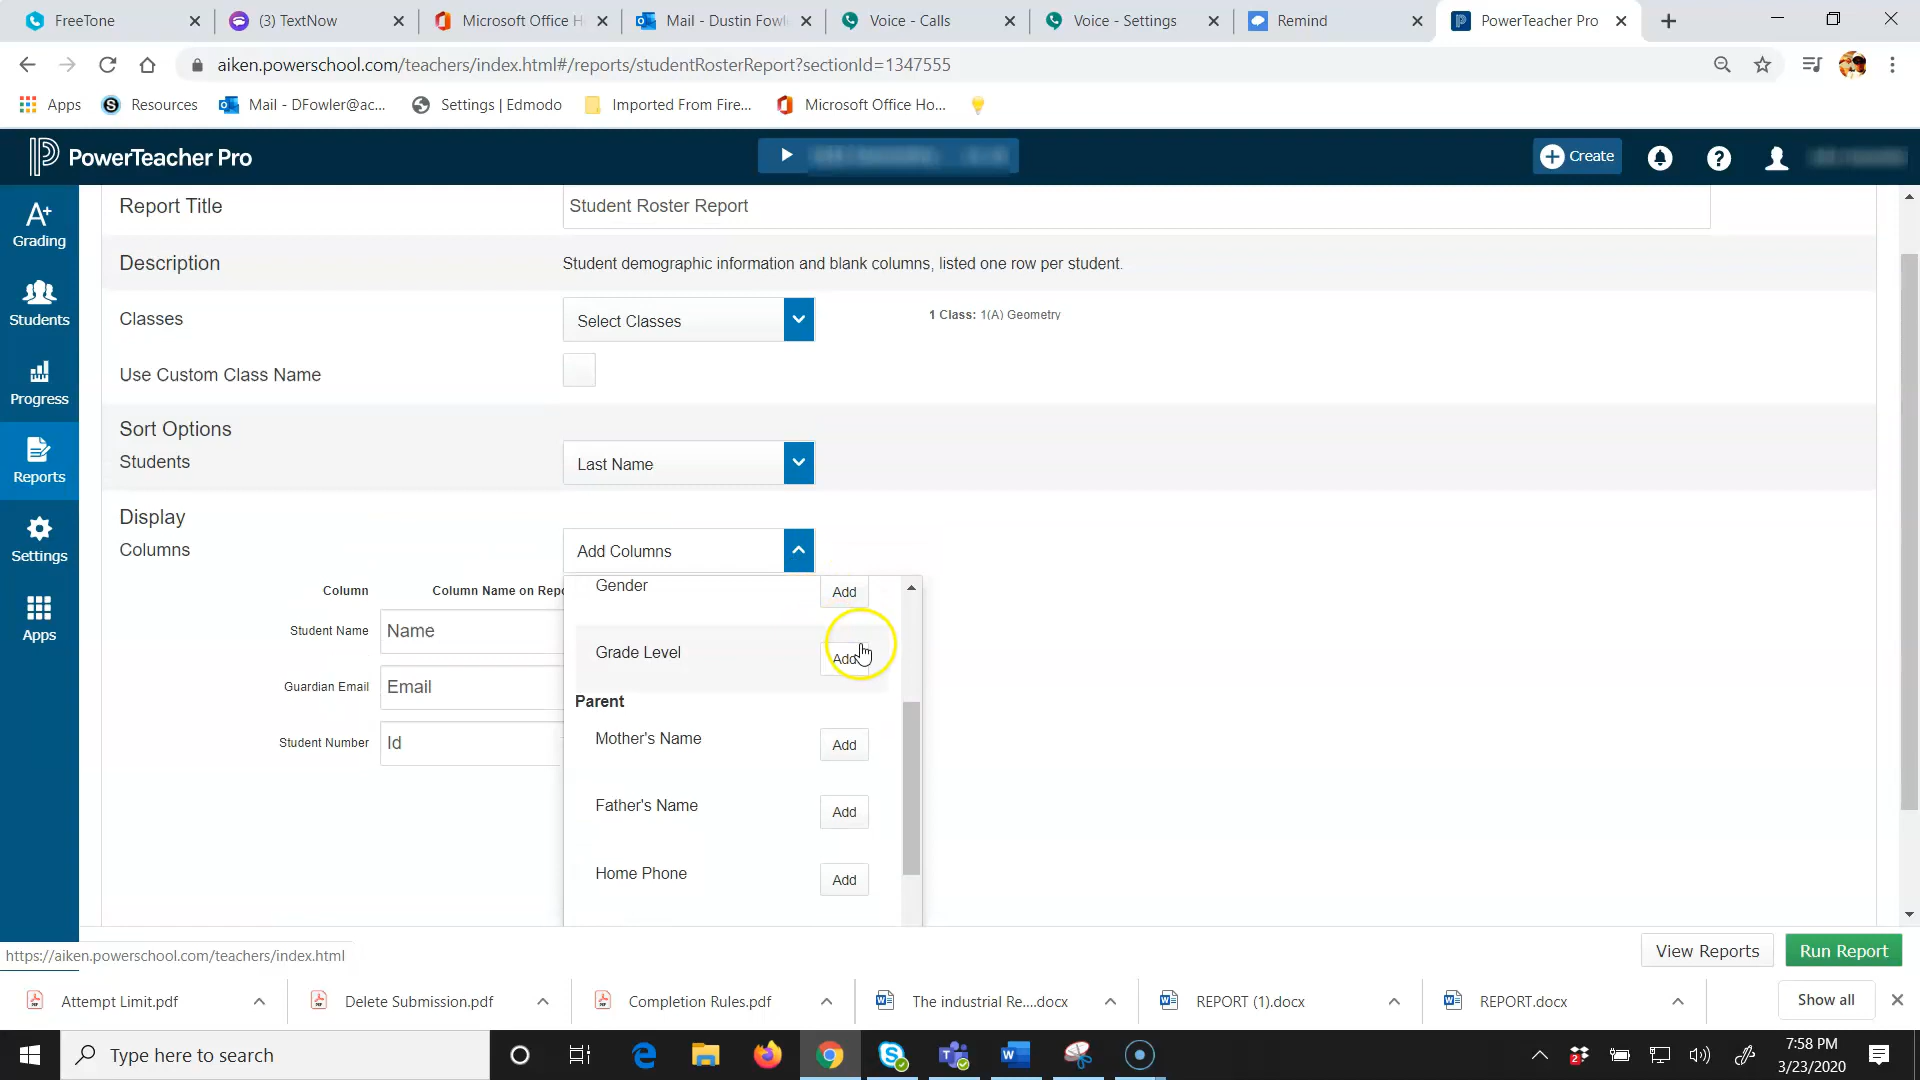 FreeTone
(3) TextNow
Microsoft Office H
Mail - Dustin Fowl
Voice - Calls
Voice - Settings
Remind
PowerTeacher Pro
aiken.powerschool.com/teachers/index.html#/reports/studentRosterReport?sectionId=1347555
Apps
Resources
Mail - DFowler@ac...
Settings | Edmodo
Imported From Fire...
Microsoft Office Ho...
PowerTeacher Pro
Create
Grading
Students
Progress
Reports
Settings
Apps
Report Title
Student Roster Report
Description
Student demographic information and blank columns, listed one row per student.
Classes
Select Classes
1 Class: 1(A) Geometry
Use Custom Class Name
Sort Options
Students
Last Name
Display
Columns
Add Columns
Column
Column Name on Repo
Student Name
Name
Guardian Email
Email
Student Number
Id
Gender
Add
Grade Level
Add
Parent
Mother's Name
Add
Father's Name
Add
Home Phone
Add
https://aiken.powerschool.com/teachers/index.html
View Reports
Run Report
Attempt Limit.pdf
Delete Submission.pdf
Completion Rules.pdf
The industrial Re....docx
REPORT (1).docx
REPORT.docx
Show all
Type here to search
7:58 PM
3/23/2020